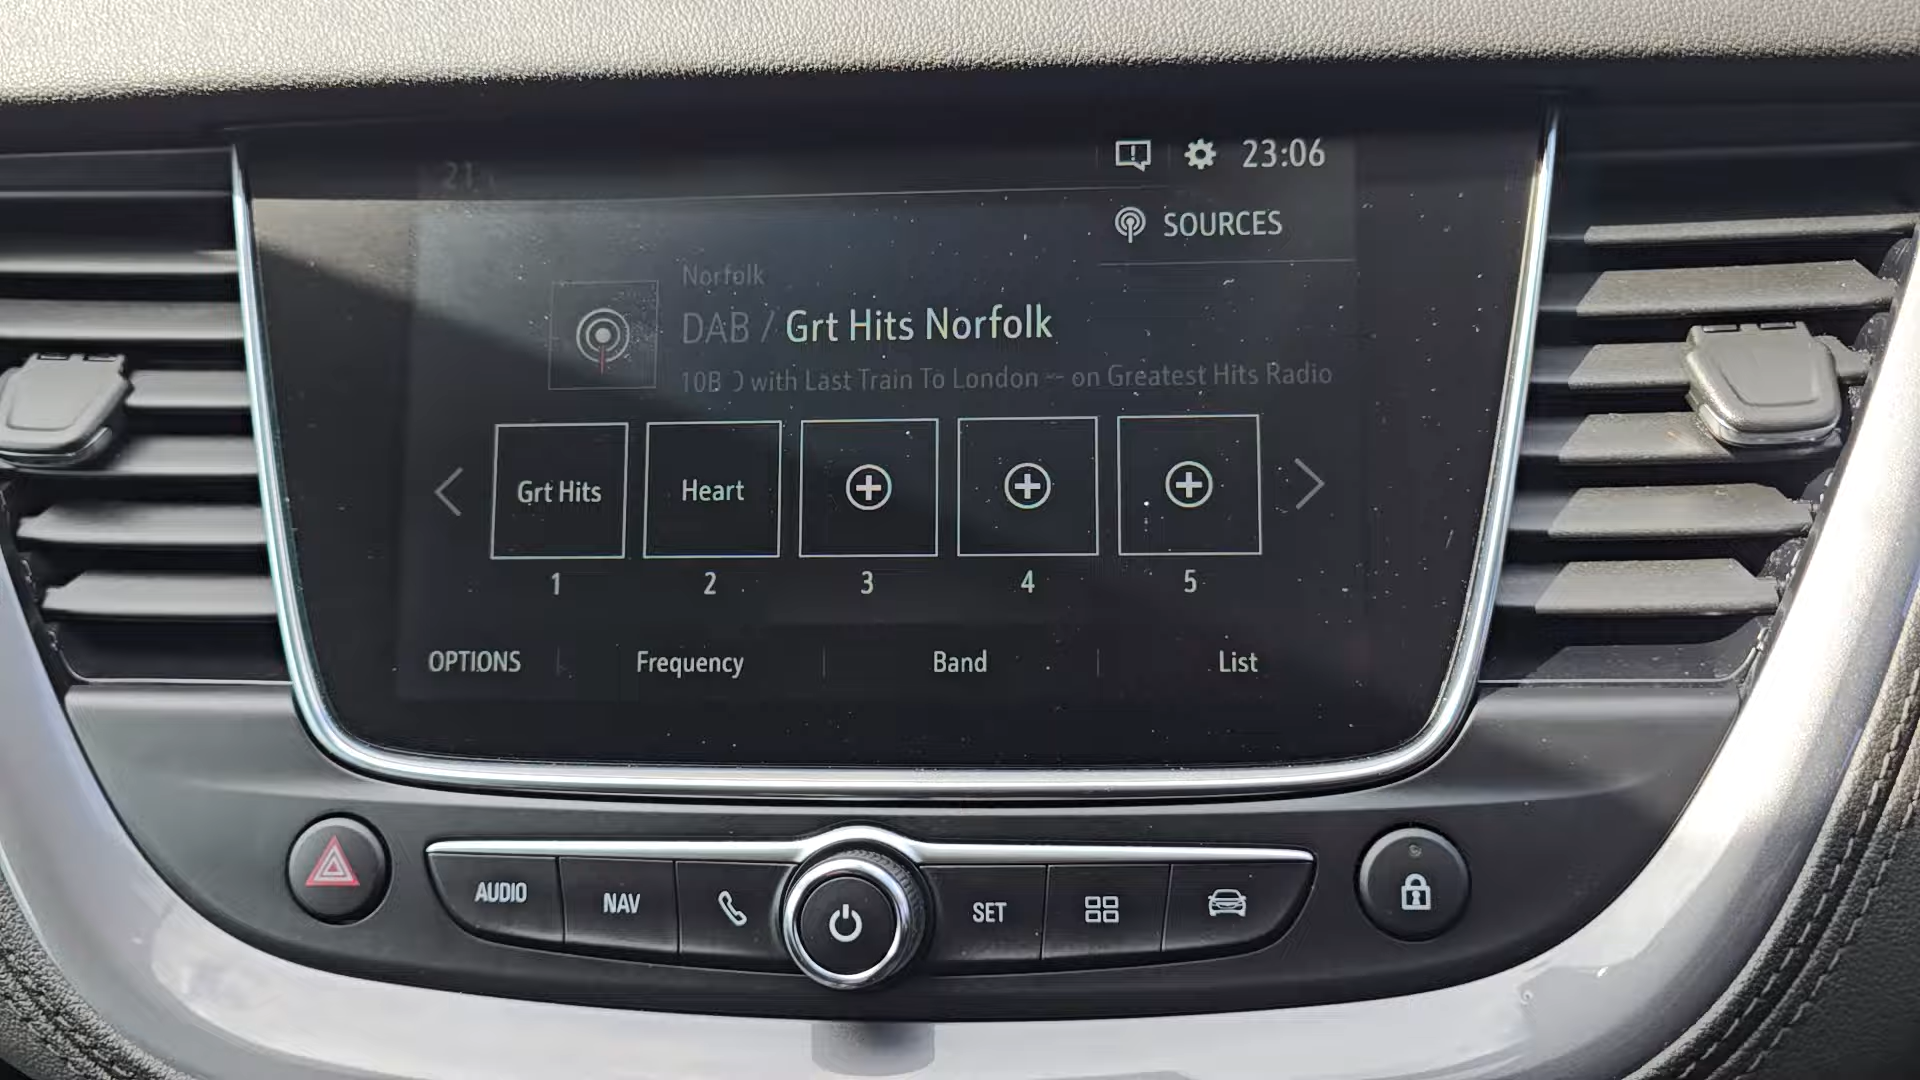 23:06
SOURCES
Norfolk
DAB / Grt Hits Norfolk
10B with Last Train To London -- on Greatest Hits Radio
Grt Hits Heart
1 2 3 4 5
OPTIONS Frequency Band List
AUDIO NAV SET